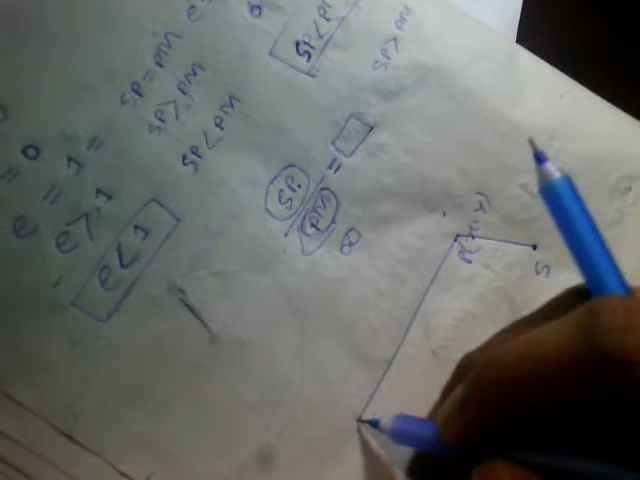 = 0
e = 1 = SP = PM
e > 1 SP > PM
e < 1 SP < PM
SP < PM
SP > PM
SP / PM = □
∞
P(x,y)
S